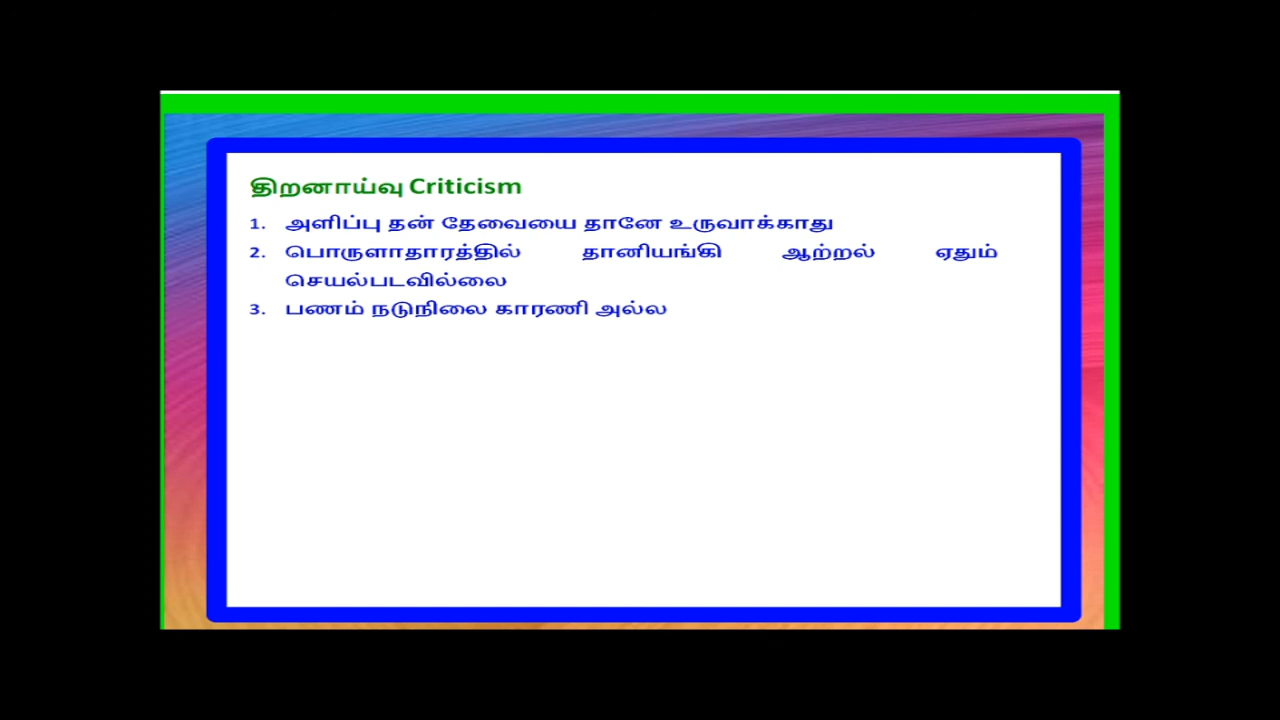 திறனாய்வு Criticism
1. அளிப்பு தன் தேவையை தானே உருவாக்காது
2. பொருளாதாரத்தில் தானியங்கி ஆற்றல் ஏதும்
செயல்படவில்லை
3. பணம் நடுநிலை காரணி அல்ல